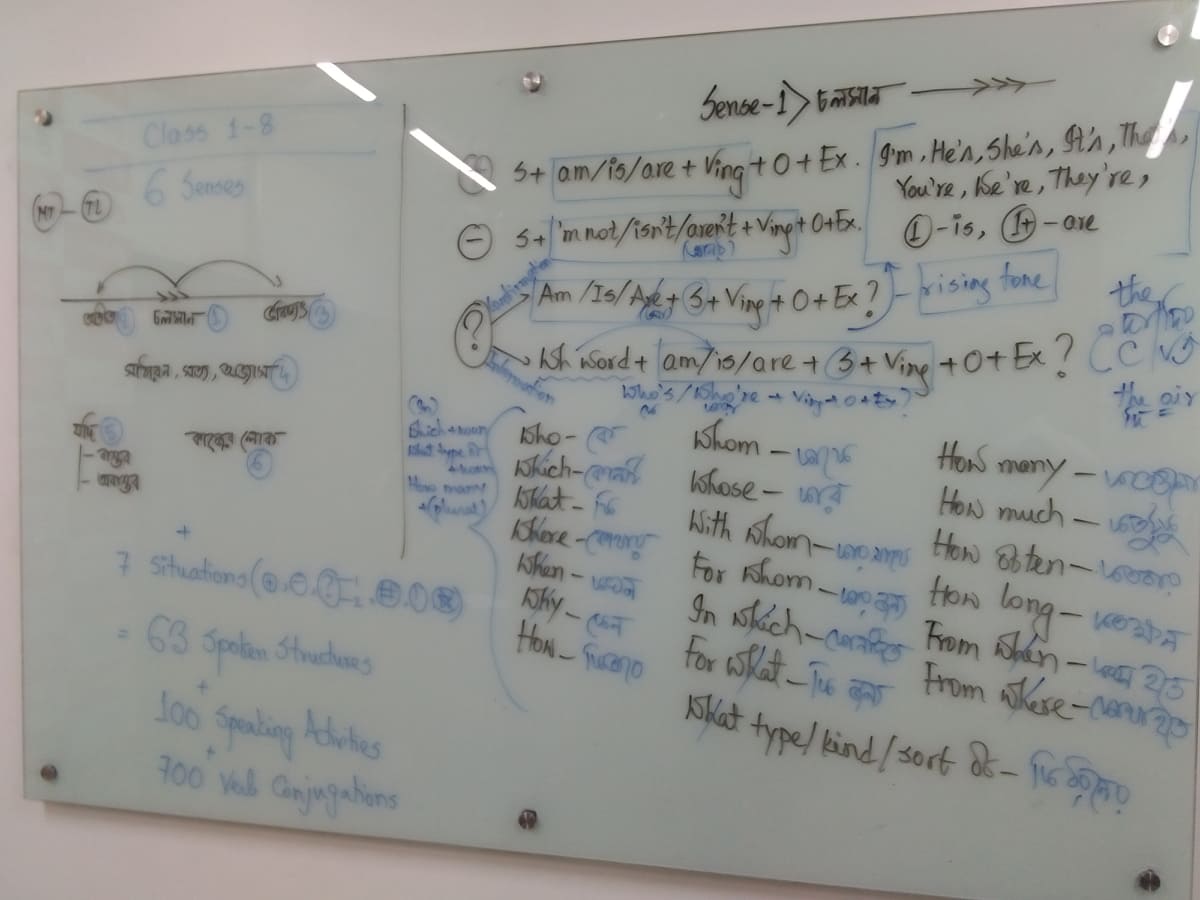 Class 1-8
6 Senses
MT - TL
অতীত 2 চলমান 1 ভবিষ্যত 3
অভ্যাস 4
যদি 5
- বাস্তব
- অবাস্তব
কাজের লোক
6
+
7 Situations
= 63 Spoken Structures
+
100 Speaking Activities
+
700 Verb Conjugations
Sense-1> চলমান
+ S+ am/is/are + Ving + O + Ex.
- S+ 'm not/isn't/aren't + Ving + O+Ex.
I'm, He's, She's, It's, That's,
You're, We're, They're,
1 - is, 1+ - are
?
Confirmation
Am/Is/Are + S + Ving + O + Ex?
- rising tone
Information
Wh word + am/is/are + S + Ving + O + Ex?
Who's/Who're + Ving + O + Ex?
the
the air
Which + noun
What type of
+ noun
How many
+ (plural)
Who - কে
Which - কোনটি
What - কি
Where - কোথায়
When - কখন
Why - কেন
How - কিভাবে
Whom - কাকে
Whose - কার
With whom - কার সাথে
For whom - কার জন্য
In which - কোনটিতে
For what - কি জন্য
What type/kind/sort of - কি ধরনের
How many - কতগুলো
How much - কতটুকু
How often - কতবার
How long - কতক্ষন
From when - কখন হতে
From where - কোথা হতে